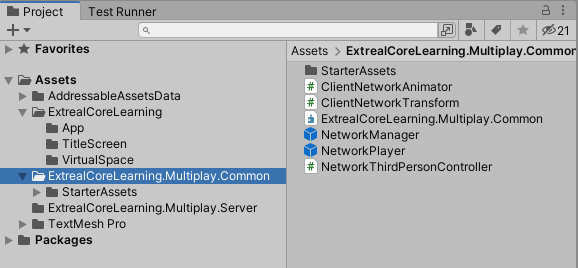 Project
Test Runner
21
Favorites
Assets
AddressableAssetsData
ExtrealCoreLearning
App
TitleScreen
VirtualSpace
ExtrealCoreLearning.Multiplay.Common
StarterAssets
ExtrealCoreLearning.Multiplay.Server
TextMesh Pro
Packages
Assets > ExtrealCoreLearning.Multiplay.Common
StarterAssets
# ClientNetworkAnimator
# ClientNetworkTransform
ExtrealCoreLearning.Multiplay.Common
NetworkManager
NetworkPlayer
# NetworkThirdPersonController